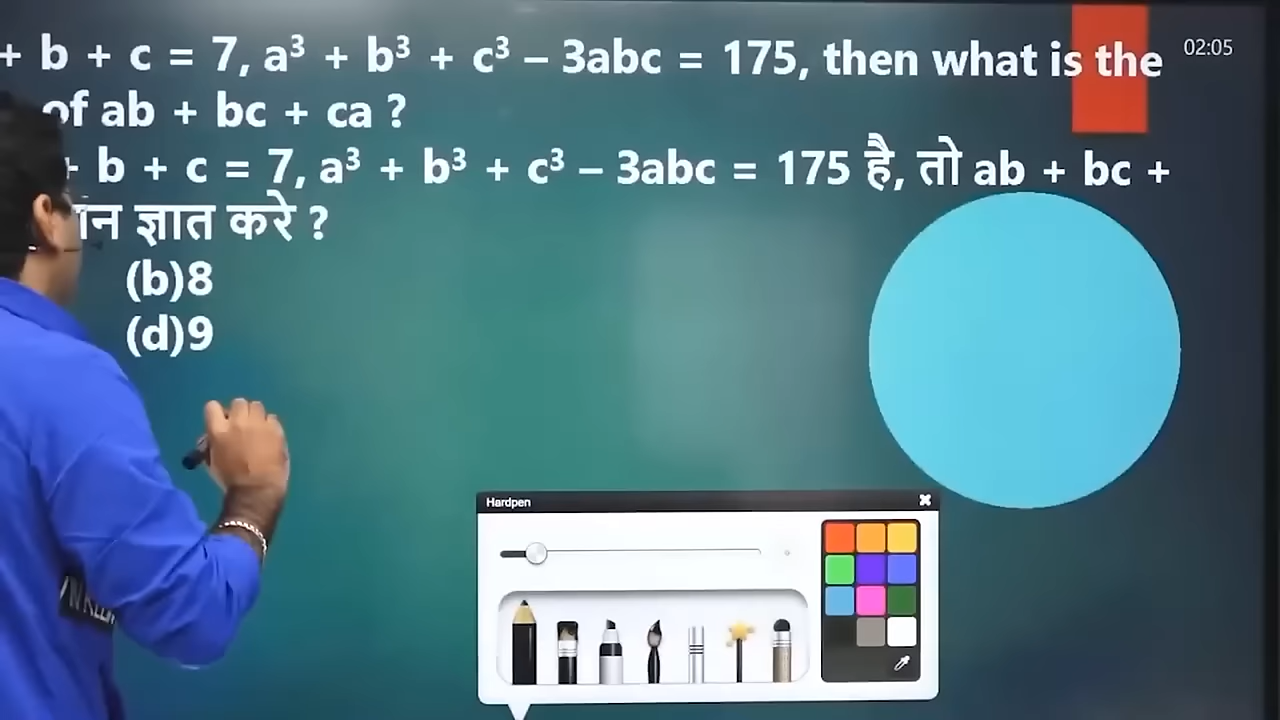 + b + c = 7, a³ + b³ + c³ – 3abc = 175, then what is the
02:05
of ab + bc + ca ?
+ b + c = 7, a³ + b³ + c³ – 3abc = 175 है, तो ab + bc +
ज्ञात करे ?
(b)8
(d)9
Hardpen